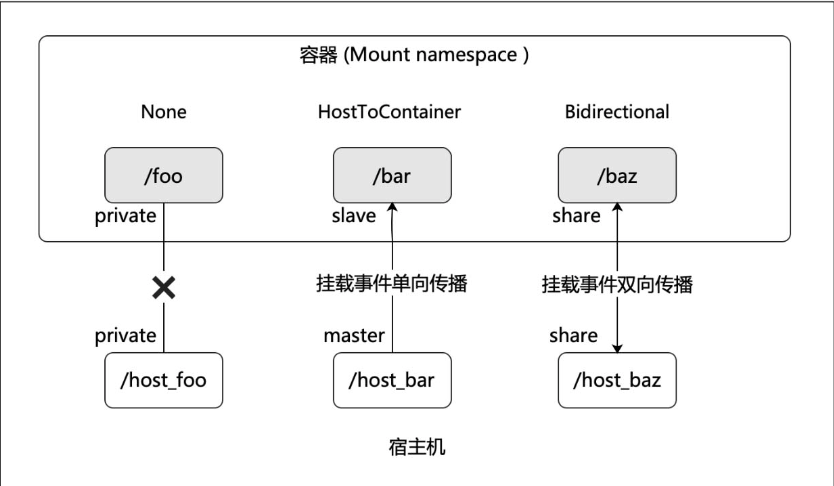 容器 (Mount namespace )
None HostToContainer Bidirectional
/foo /bar /baz
private slave share
挂载事件单向传播 挂载事件双向传播
private master share
/host_foo /host_bar /host_baz
宿主机